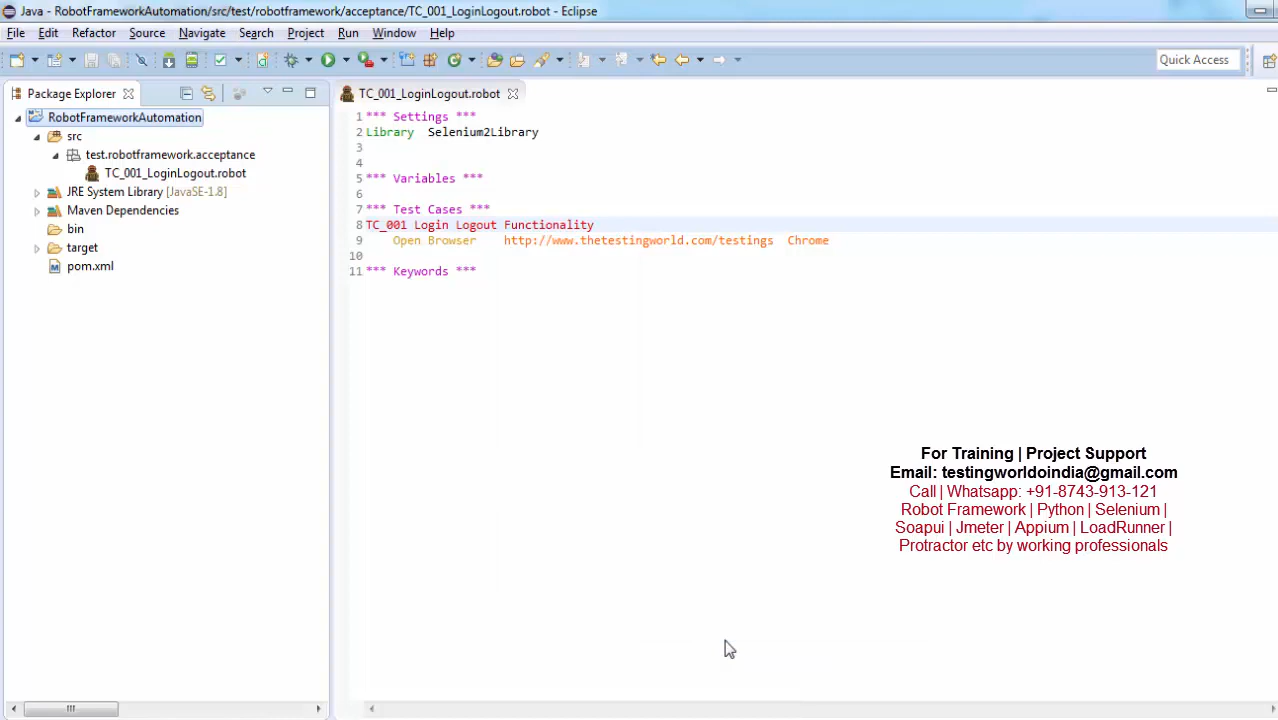 Java - RobotFrameworkAutomation/src/test/robotframework/acceptance/TC_001_LoginLogout.robot - Eclipse
File Edit Refactor Source Navigate Search Project Run Window Help
Quick Access
Package Explorer
TC_001_LoginLogout.robot
RobotFrameworkAutomation
src
test.robotframework.acceptance
TC_001_LoginLogout.robot
JRE System Library [JavaSE-1.8]
Maven Dependencies
bin
target
pom.xml
1 *** Settings ***
2 Library Selenium2Library
3
4
5 *** Variables ***
6
7 *** Test Cases ***
8 TC_001 Login Logout Functionality
9 Open Browser http://www.thetestingworld.com/testings Chrome
10
11 *** Keywords ***
For Training | Project Support
Email: testingworldoindia@gmail.com
Call | Whatsapp: +91-8743-913-121
Robot Framework | Python | Selenium |
Soapui | Jmeter | Appium | LoadRunner |
Protractor etc by working professionals